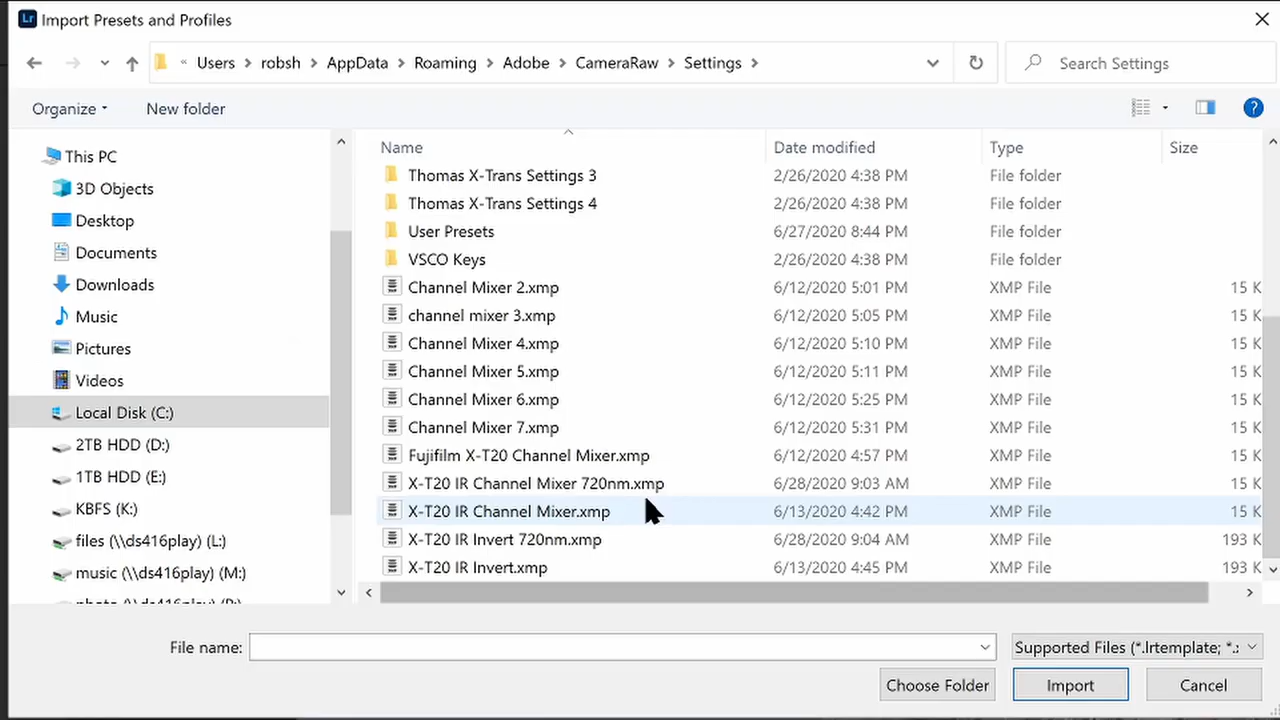 Lr Import Presets and Profiles
« Users > robsh > AppData > Roaming > Adobe > CameraRaw > Settings >
Search Settings
Organize
New folder
This PC
3D Objects
Desktop
Documents
Downloads
Music
Pictures
Videos
Local Disk (C:)
2TB HDD (D:)
1TB HDD (E:)
KBFS (K:)
files (\\ds416play) (L:)
music (\\ds416play) (M:)
Name Date modified Type Size
Thomas X-Trans Settings 3 2/26/2020 4:38 PM File folder
Thomas X-Trans Settings 4 2/26/2020 4:38 PM File folder
User Presets 6/27/2020 8:44 PM File folder
VSCO Keys 2/26/2020 4:38 PM File folder
Channel Mixer 2.xmp 6/12/2020 5:01 PM XMP File 15 K
channel mixer 3.xmp 6/12/2020 5:05 PM XMP File 15 K
Channel Mixer 4.xmp 6/12/2020 5:10 PM XMP File 15 K
Channel Mixer 5.xmp 6/12/2020 5:11 PM XMP File 15 K
Channel Mixer 6.xmp 6/12/2020 5:25 PM XMP File 15 K
Channel Mixer 7.xmp 6/12/2020 5:31 PM XMP File 15 K
Fujifilm X-T20 Channel Mixer.xmp 6/12/2020 4:57 PM XMP File 15 K
X-T20 IR Channel Mixer 720nm.xmp 6/28/2020 9:03 AM XMP File 15 K
X-T20 IR Channel Mixer.xmp 6/13/2020 4:42 PM XMP File 15 K
X-T20 IR Invert 720nm.xmp 6/28/2020 9:04 AM XMP File 193 K
X-T20 IR Invert.xmp 6/13/2020 4:45 PM XMP File 193 K
File name:
Supported Files (*.lrtemplate; *.
Choose Folder
Import
Cancel